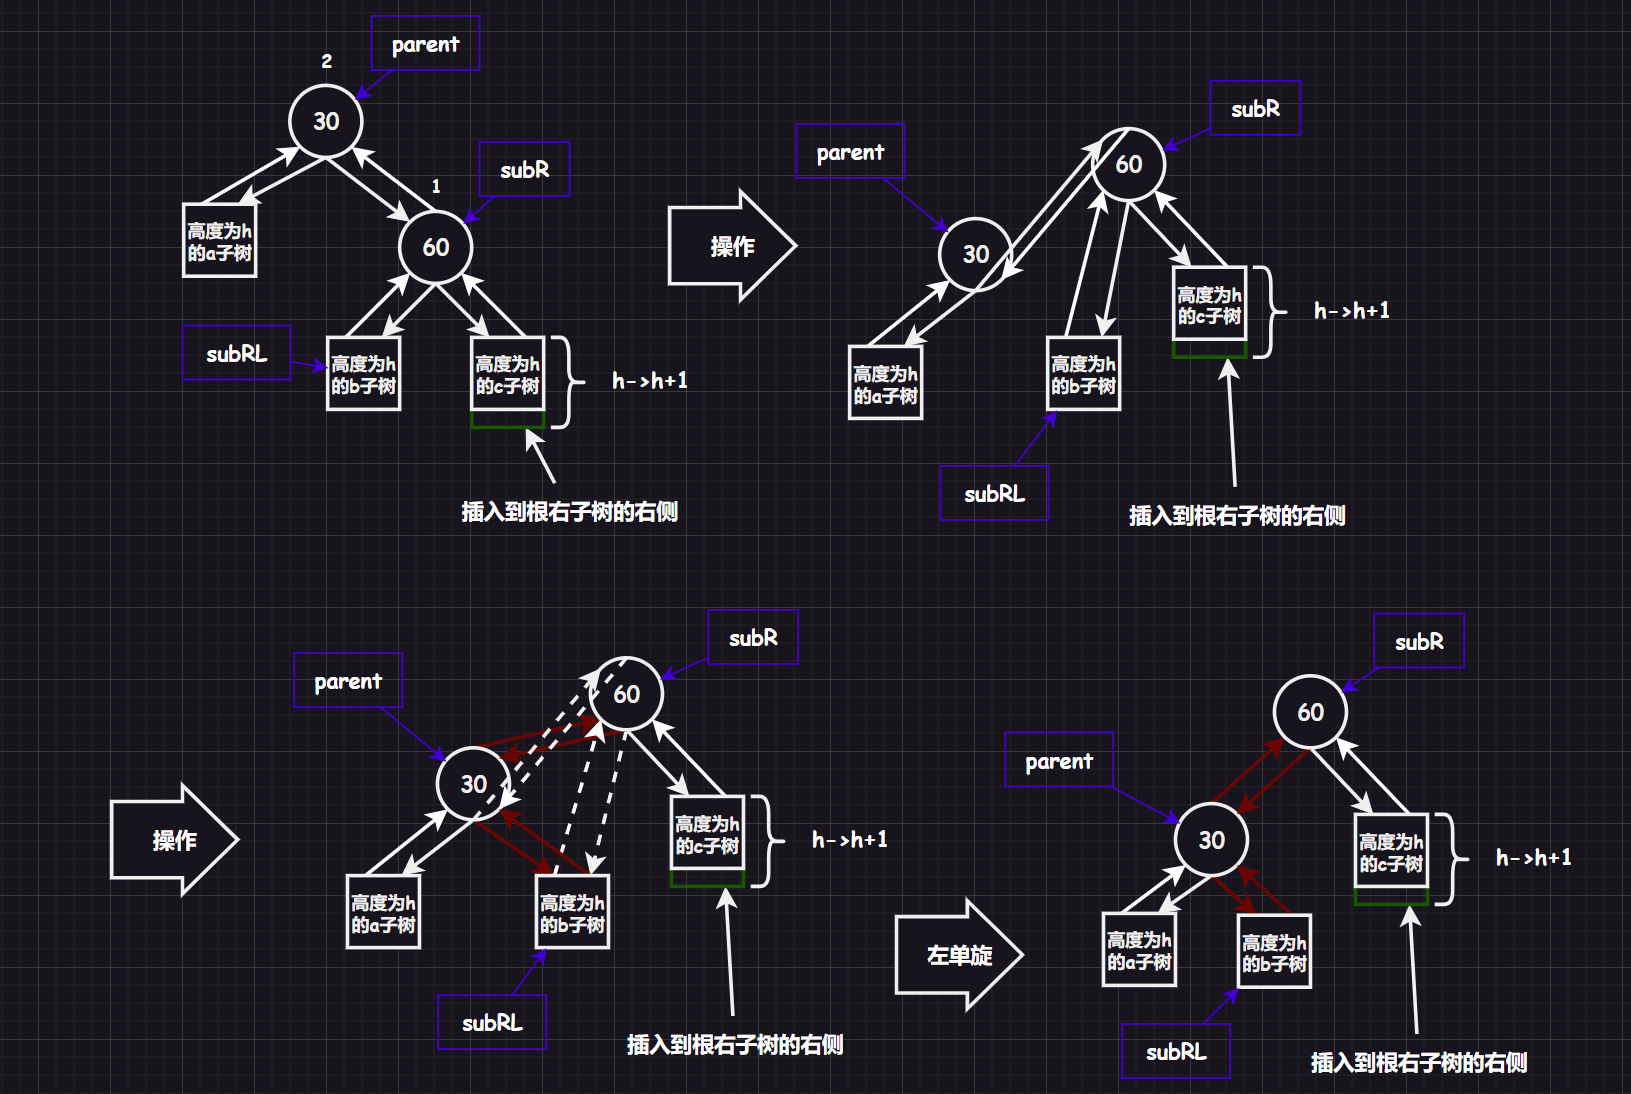 parent
2
30
subR
1
60
高度为h
的a子树
subRL
高度为h
的b子树
高度为h
的c子树
h->h+1
插入到根右子树的右侧
操作
subR
parent
60
30
高度为h
的c子树
h->h+1
高度为h
的a子树
高度为h
的b子树
subRL
插入到根右子树的右侧
操作
subR
parent
60
30
高度为h
的c子树
h->h+1
高度为h
的a子树
高度为h
的b子树
subRL
插入到根右子树的右侧
左单旋
subR
60
parent
30
高度为h
的c子树
h->h+1
高度为h
的a子树
高度为h
的b子树
subRL
插入到根右子树的右侧